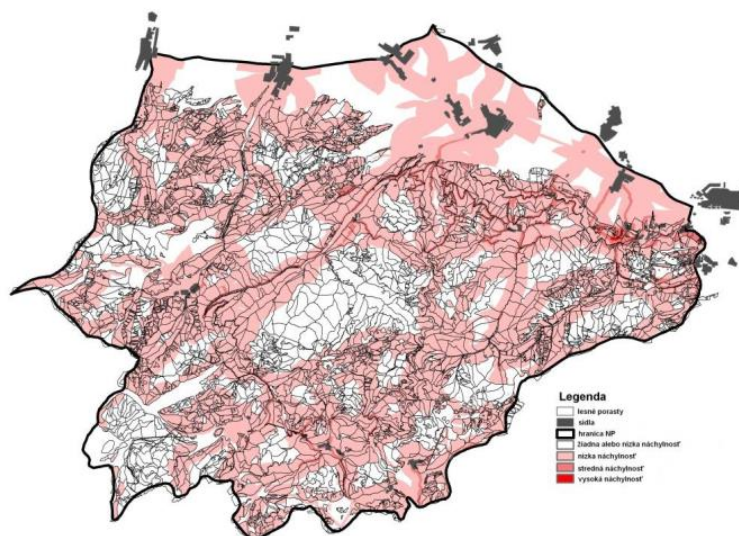 Legenda
lesné porasty
sídla
hranica NP
žiadna alebo nízka náchylnosť
nízka náchylnosť
stredná náchylnosť
vysoká náchylnosť